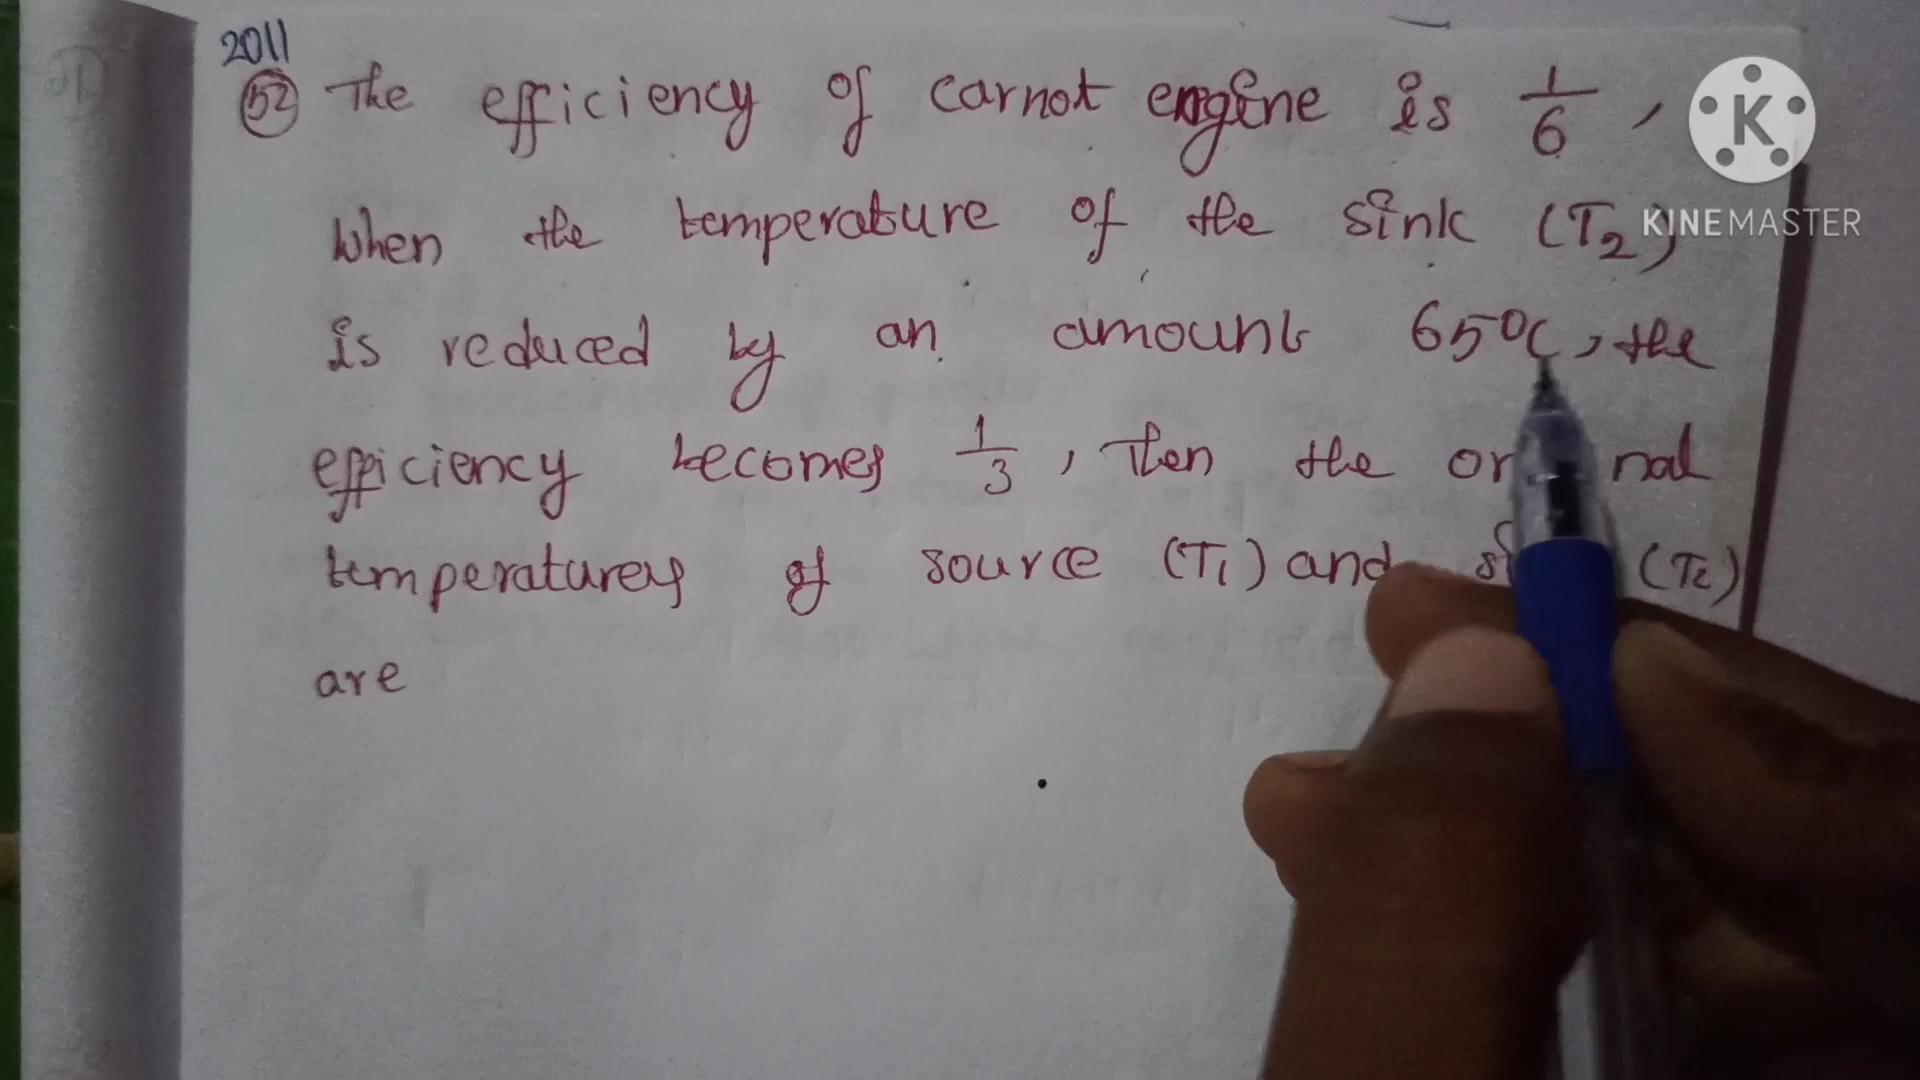 2011
52 The efficiency of carnot engine is 1/6,
When the temperature of the sink (T2)
is reduced by an amount 65°C, the
efficiency becomes 1/3, Then the
temperatures of source (T1) and (T2)
are
K
KINEMASTER